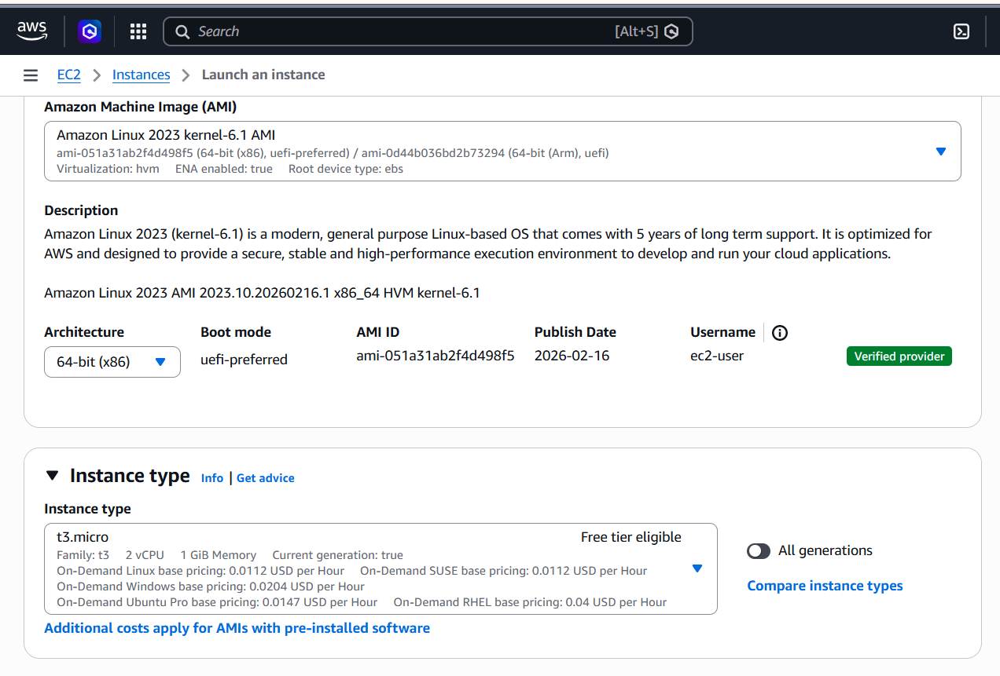 aws
Search [Alt+S]
EC2 > Instances > Launch an instance
Amazon Machine Image (AMI)
Amazon Linux 2023 kernel-6.1 AMI
ami-051a31ab2f4d498f5 (64-bit (x86), uefi-preferred) / ami-0d44b036bd2b73294 (64-bit (Arm), uefi)
Virtualization: hvm ENA enabled: true Root device type: ebs
Description
Amazon Linux 2023 (kernel-6.1) is a modern, general purpose Linux-based OS that comes with 5 years of long term support. It is optimized for
AWS and designed to provide a secure, stable and high-performance execution environment to develop and run your cloud applications.
Amazon Linux 2023 AMI 2023.10.20260216.1 x86_64 HVM kernel-6.1
Architecture Boot mode AMI ID Publish Date Username
64-bit (x86) uefi-preferred ami-051a31ab2f4d498f5 2026-02-16 ec2-user Verified provider
Instance type Info | Get advice
Instance type
t3.micro Free tier eligible
Family: t3 2 vCPU 1 GiB Memory Current generation: true
On-Demand Linux base pricing: 0.0112 USD per Hour On-Demand SUSE base pricing: 0.0112 USD per Hour
On-Demand Windows base pricing: 0.0204 USD per Hour
On-Demand Ubuntu Pro base pricing: 0.0147 USD per Hour On-Demand RHEL base pricing: 0.04 USD per Hour
All generations
Compare instance types
Additional costs apply for AMIs with pre-installed software